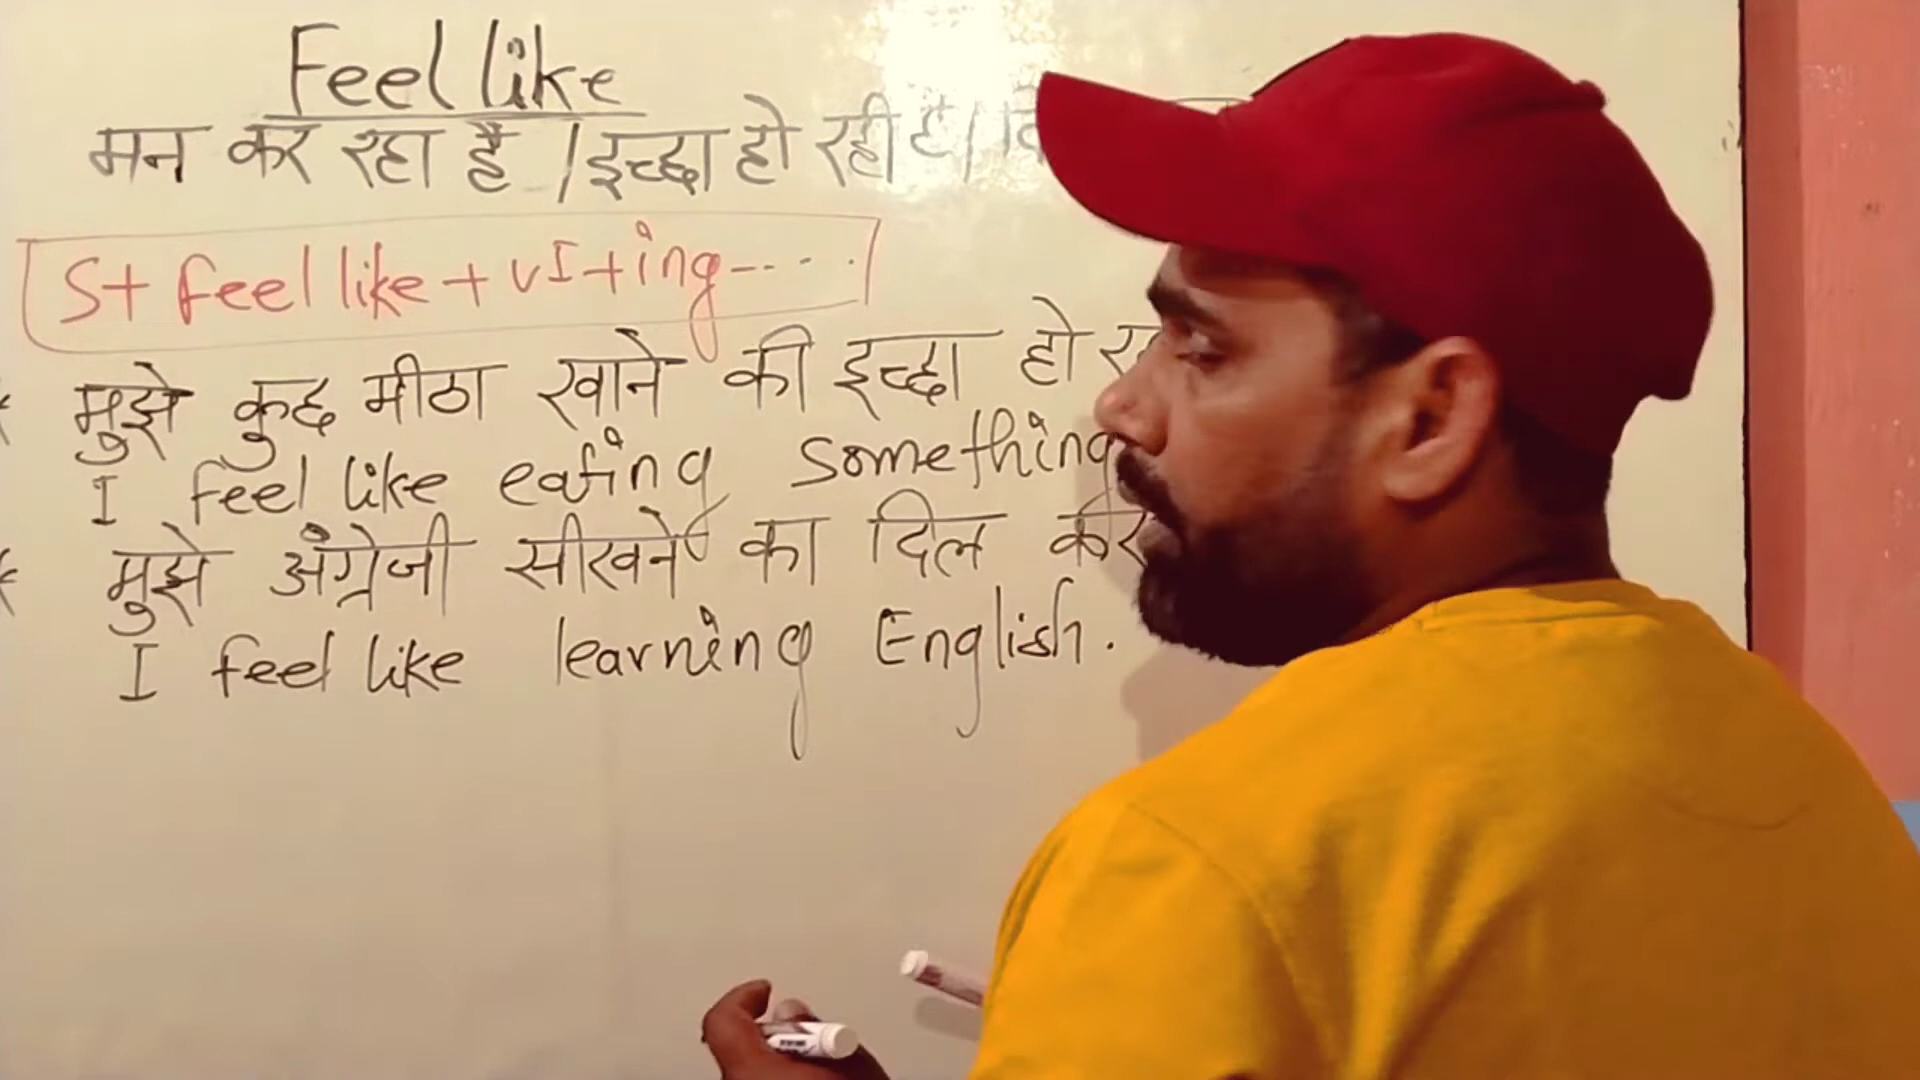 Feel like
मन कर रहा है / इच्छा हो रही है /
S + feel like + vI + ing -----
मुझे कुछ मीठा खाने की इच्छा हो
I feel like eating something
मुझे अंग्रेजी सीखने का दिल कर
I feel like learning English.